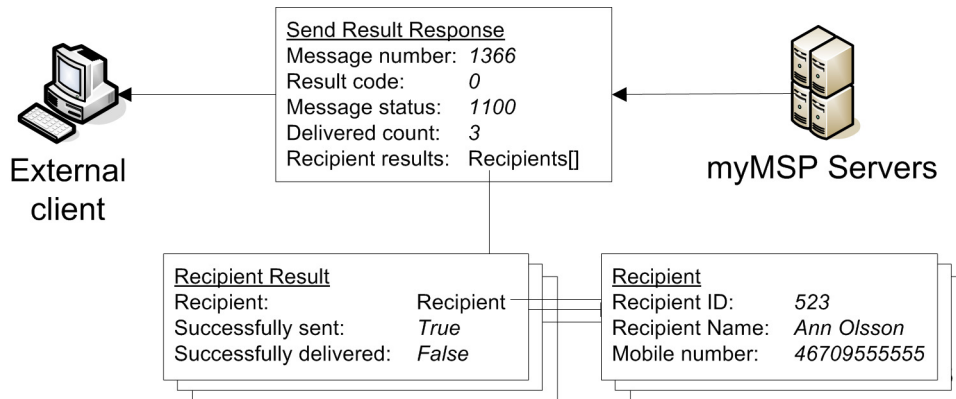 Send Result Response
Message number: 1366
Result code: 0
Message status: 1100
Delivered count: 3
Recipient results: Recipients[]
External
client
myMSP Servers
Recipient Result
Recipient: Recipient
Successfully sent: True
Successfully delivered: False
Recipient
Recipient ID: 523
Recipient Name: Ann Olsson
Mobile number: 46709555555